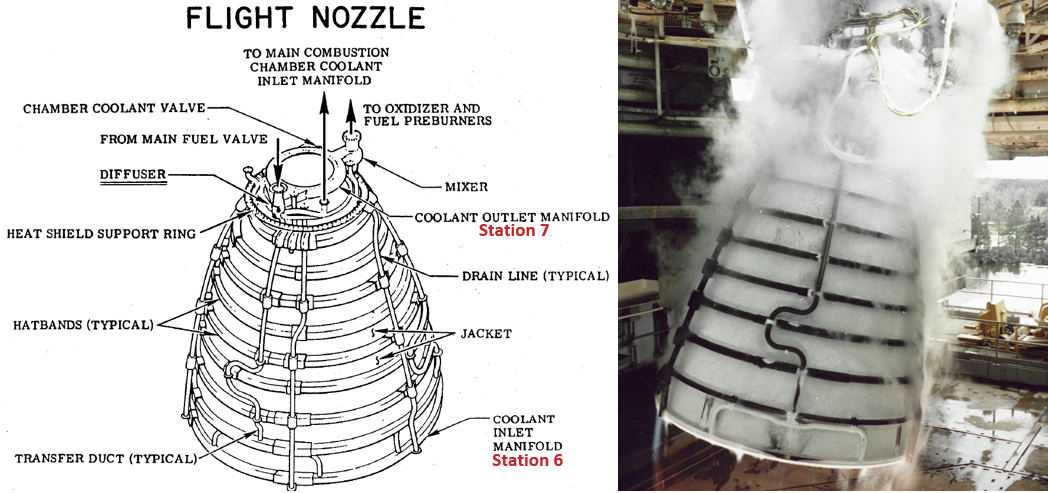 FLIGHT NOZZLE
TO MAIN COMBUSTION
CHAMBER COOLANT
INLET MANIFOLD
CHAMBER COOLANT VALVE
TO OXIDIZER AND
FUEL PREBURNERS
FROM MAIN FUEL VALVE
DIFFUSER
MIXER
COOLANT OUTLET MANIFOLD
Station 7
HEAT SHIELD SUPPORT RING
DRAIN LINE (TYPICAL)
HATBANDS (TYPICAL)
JACKET
COOLANT
INLET
MANIFOLD
Station 6
TRANSFER DUCT (TYPICAL)